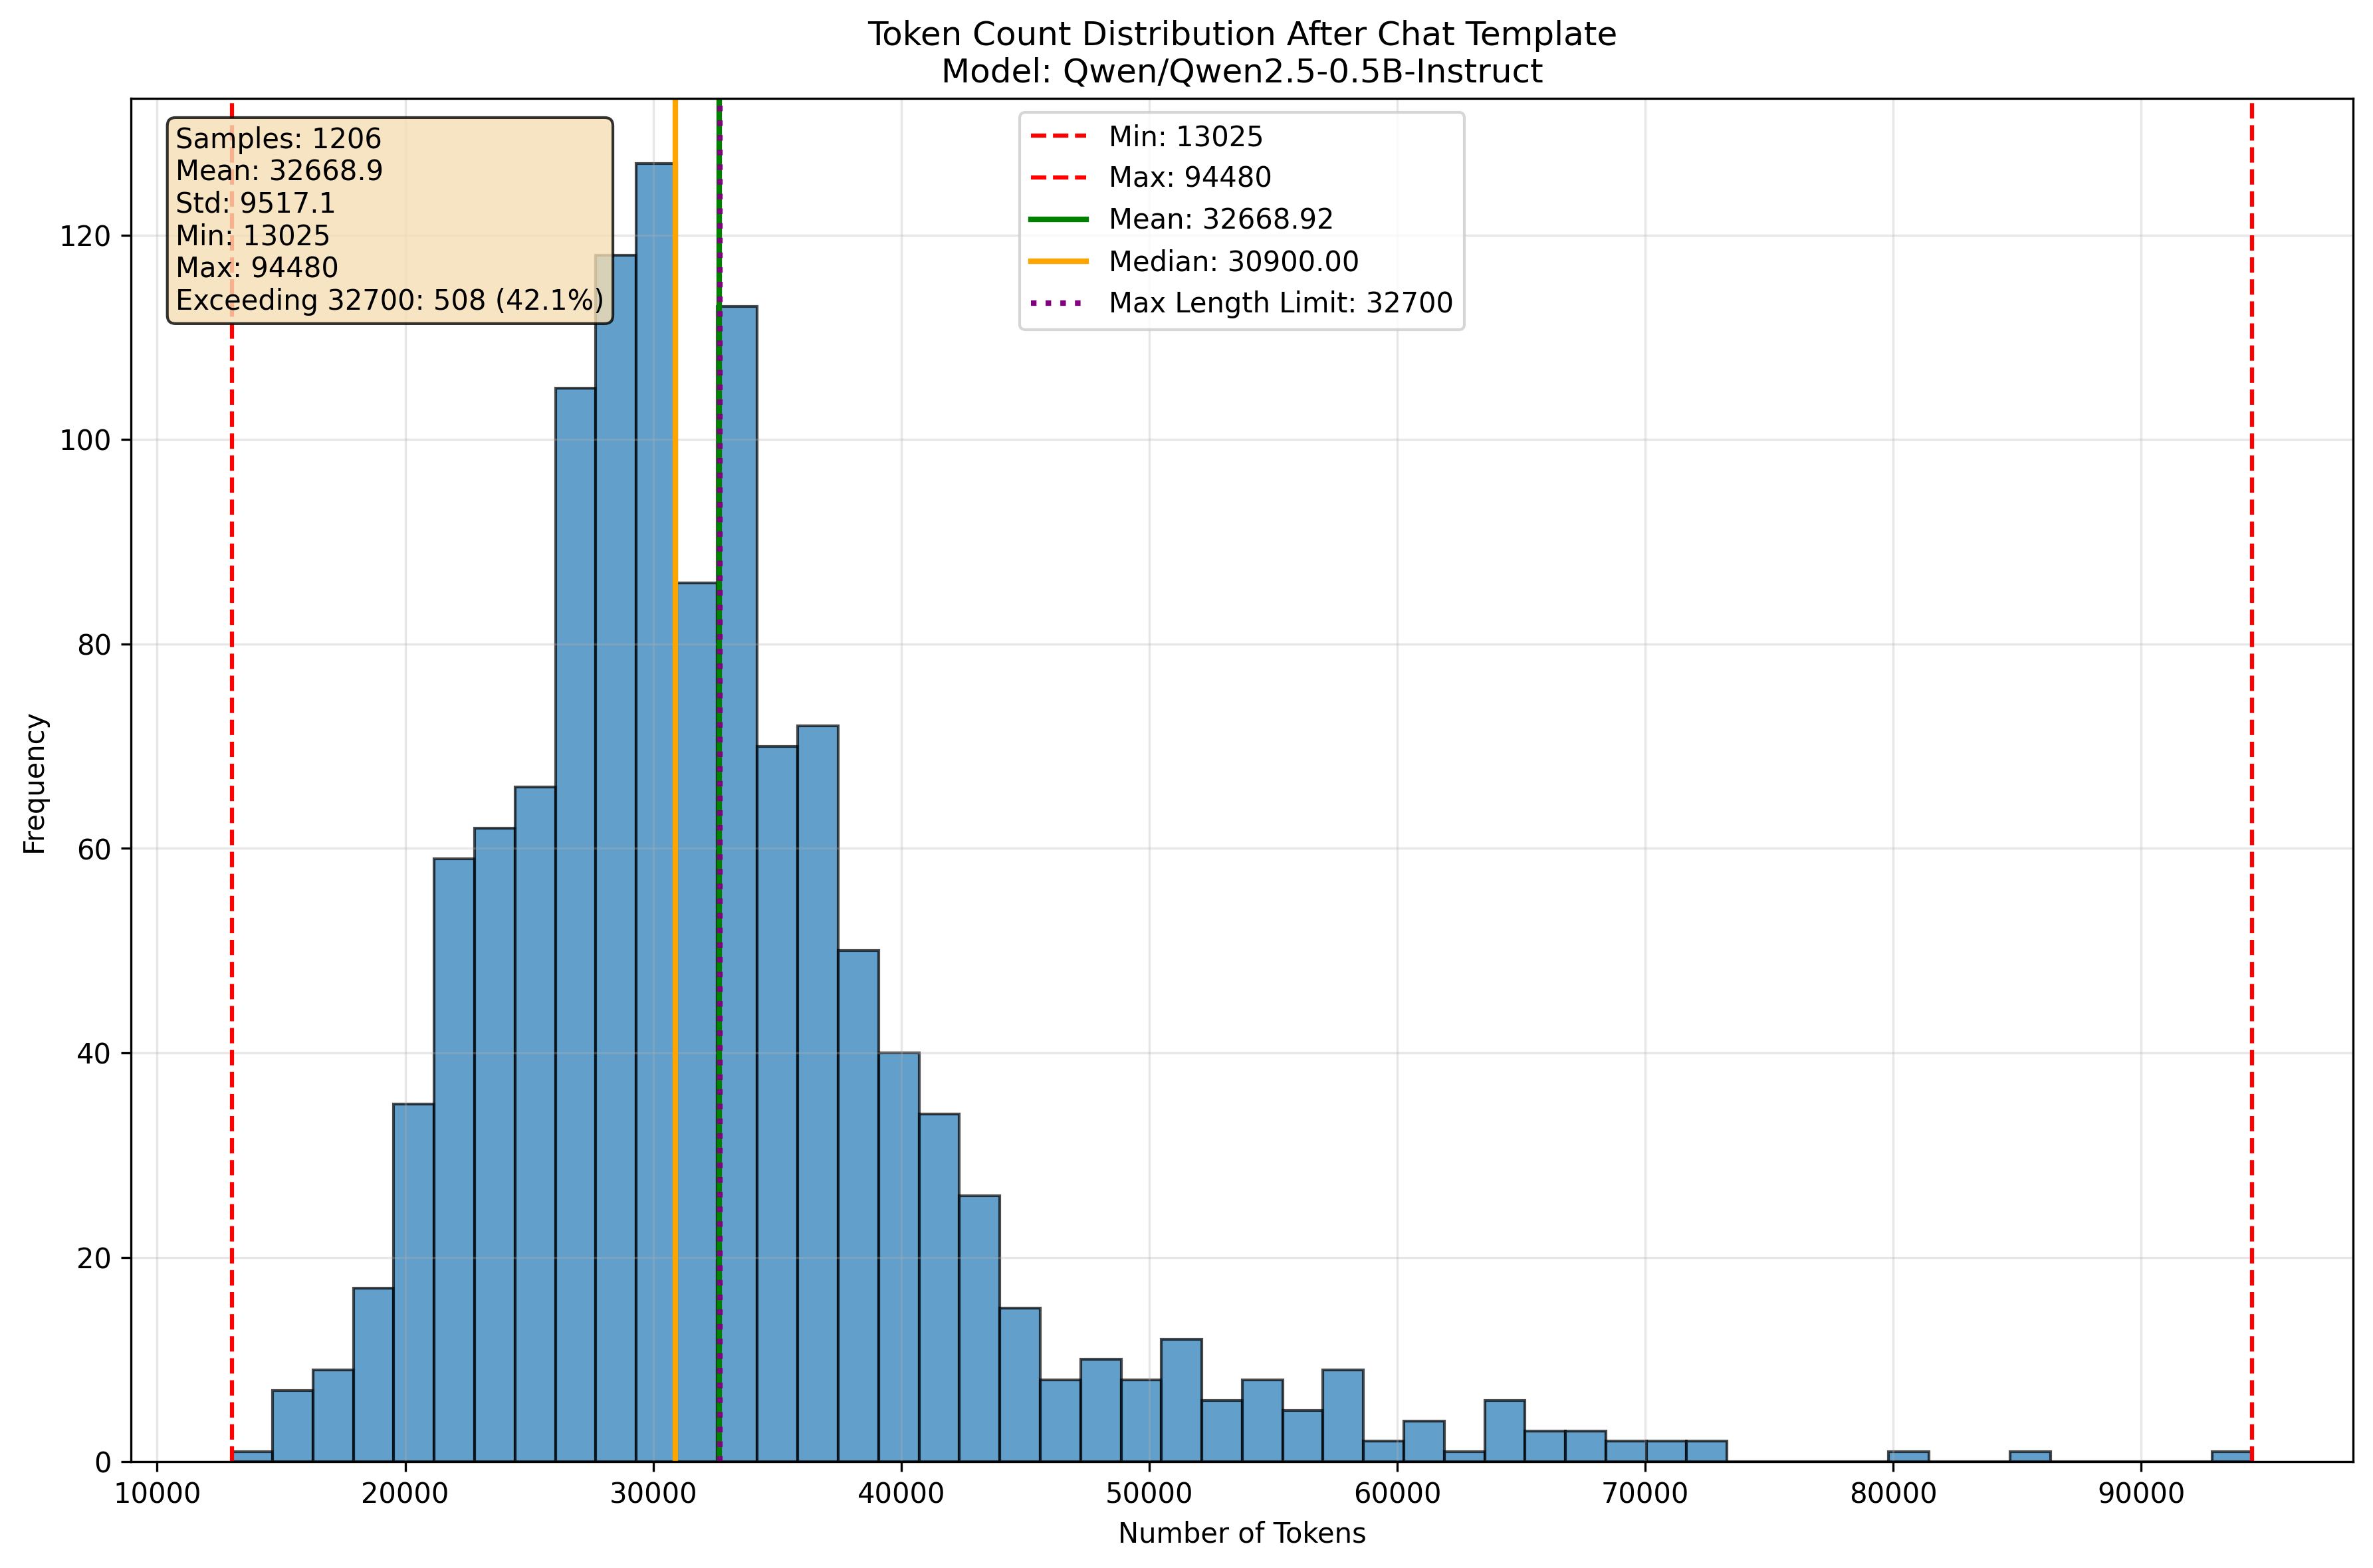 Token Count Distribution After Chat Template
Model: Qwen/Qwen2.5-0.5B-Instruct
Samples: 1206
Mean: 32668.9
Std: 9517.1
Min: 13025
Max: 94480
Exceeding 32700: 508 (42.1%)
Min: 13025
Max: 94480
Mean: 32668.92
Median: 30900.00
Max Length Limit: 32700
Frequency
120
100
80
60
40
20
0
10000 20000 30000 40000 50000 60000 70000 80000 90000
Number of Tokens